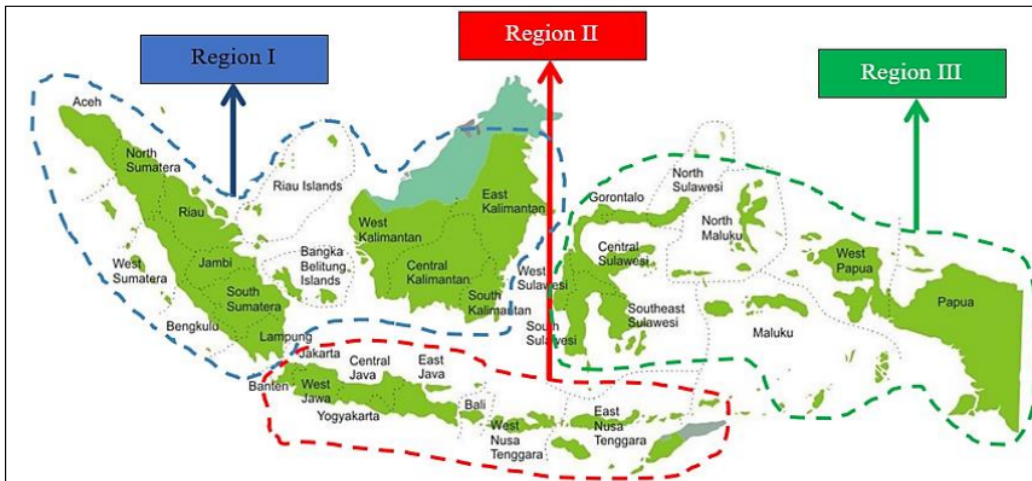 Region I
Region II
Region III
Aceh
North
Sumatera
Riau Islands
Riau
West
Sumatera
Jambi
Bangka
Belitung
Islands
South
Sumatera
Bengkulu
Lampung
West
Kalimantan
East
Kalimantan
Central
Kalimantan
South
Kalimantan
Gorontalo
North
Sulawesi
Central
Sulawesi
West
Sulawesi
South
Sulawesi
Southeast
Sulawesi
North
Maluku
Maluku
West
Papua
Papua
Jakarta
Banten
West
Jawa
Central
Java
East
Java
Yogyakarta
Bali
West
Nusa
Tenggara
East
Nusa
Tenggara